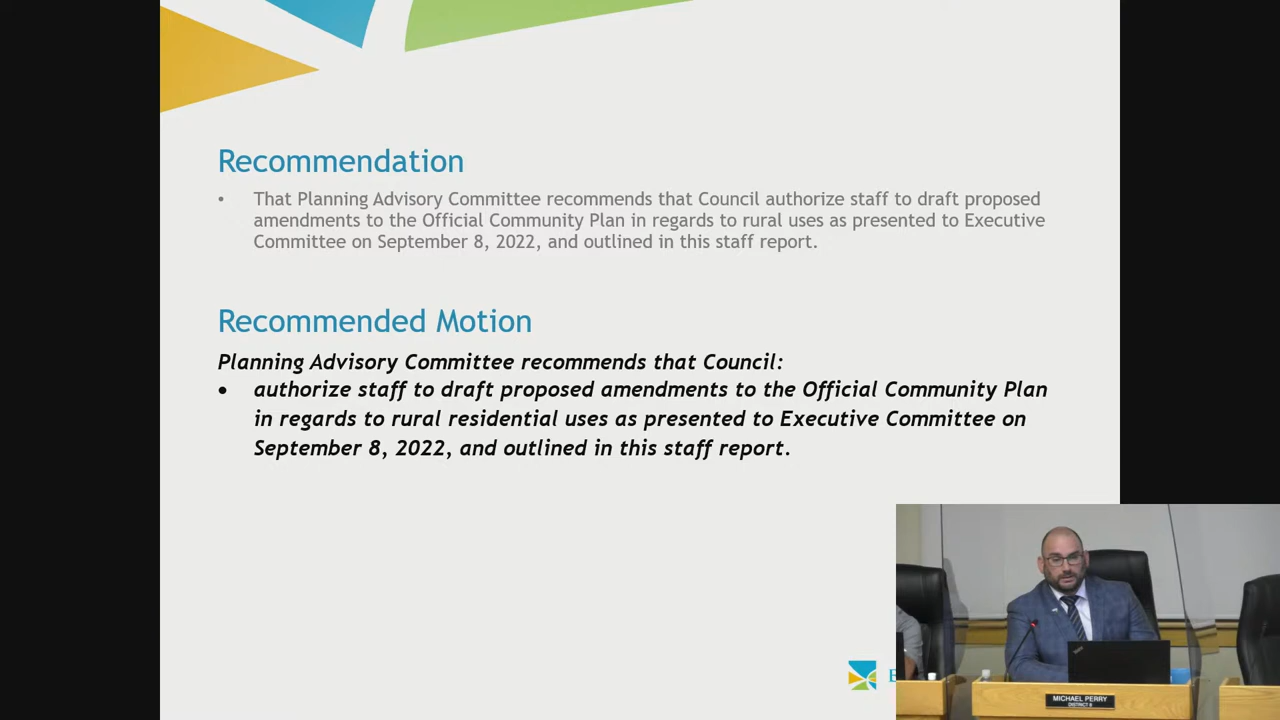 Recommendation
• That Planning Advisory Committee recommends that Council authorize staff to draft proposed
amendments to the Official Community Plan in regards to rural uses as presented to Executive
Committee on September 8, 2022, and outlined in this staff report.
Recommended Motion
Planning Advisory Committee recommends that Council:
• authorize staff to draft proposed amendments to the Official Community Plan
in regards to rural residential uses as presented to Executive Committee on
September 8, 2022, and outlined in this staff report.
MICHAEL PERRY
DISTRICT 8